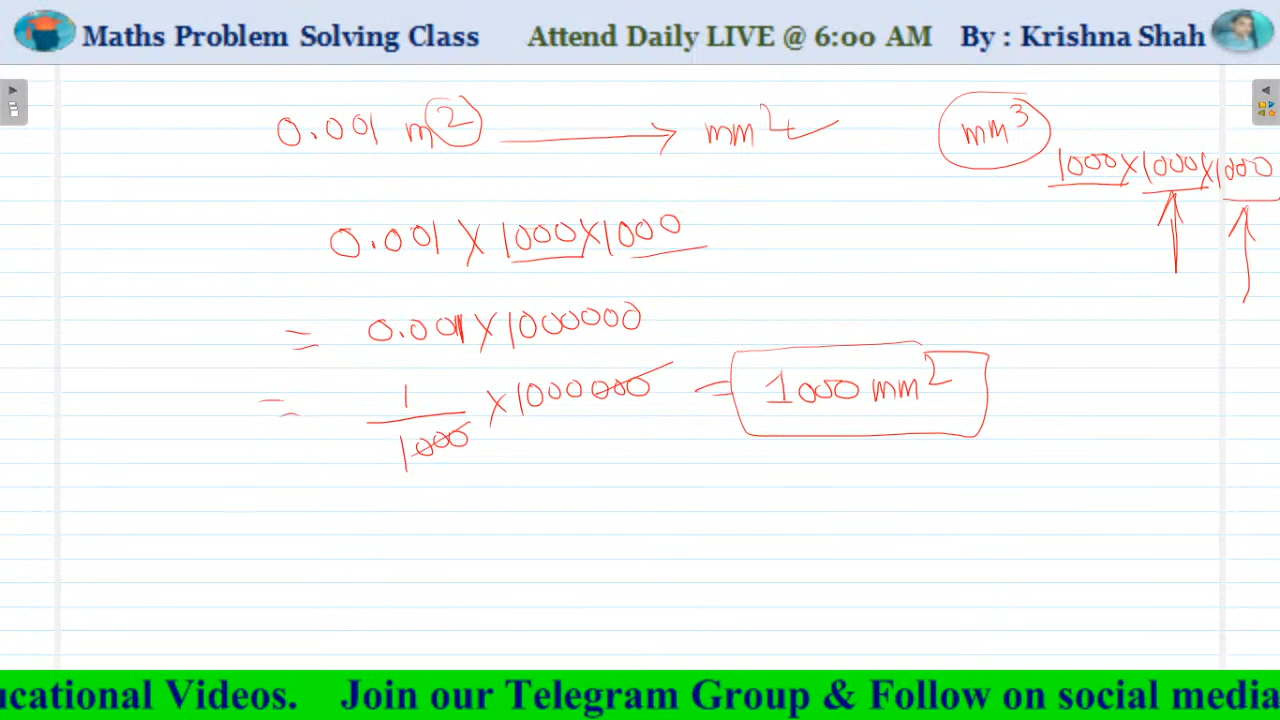 Maths Problem Solving Class Attend Daily LIVE @ 6:00 AM By : Krishna Shah
0.001 m² → mm² mm³
1000×1000×1000
0.001 × 1000×1000
= 0.001×1000000
= 1/1000 ×1000000 = 1000 mm²
ucational Videos. Join our Telegram Group & Follow on social media